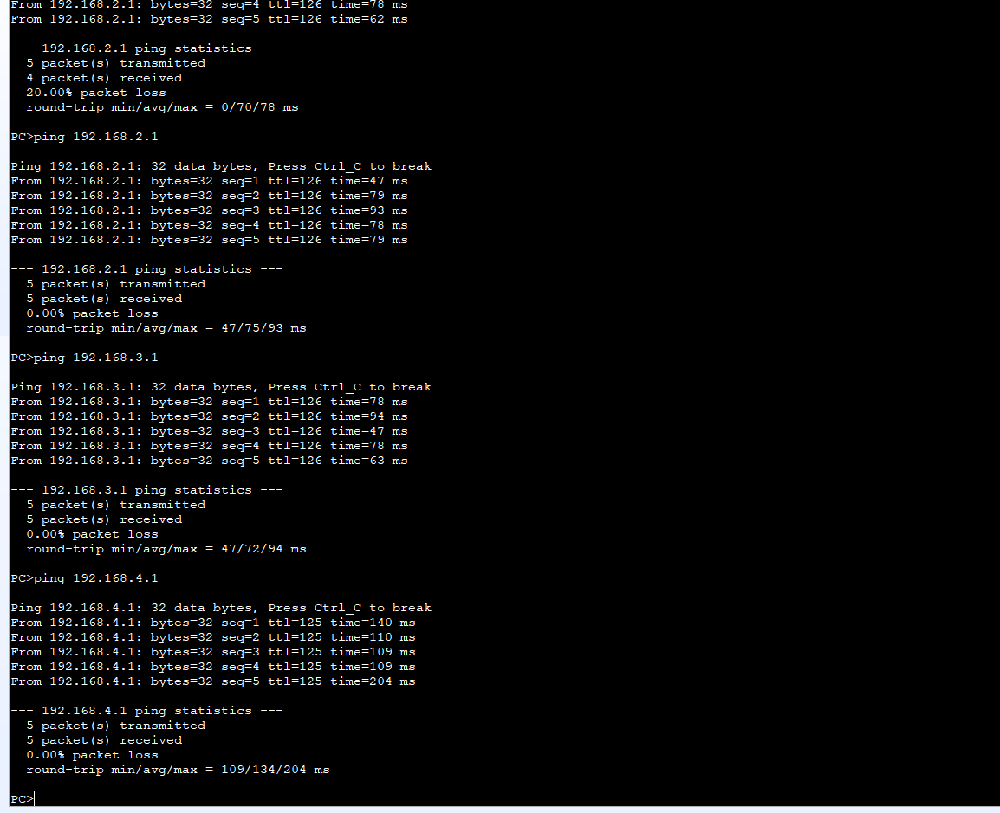 From 192.168.2.1: bytes=32 seq=4 ttl=126 time=78 ms
From 192.168.2.1: bytes=32 seq=5 ttl=126 time=62 ms
--- 192.168.2.1 ping statistics ---
5 packet(s) transmitted
4 packet(s) received
20.00% packet loss
round-trip min/avg/max = 0/70/78 ms
PC>ping 192.168.2.1
Ping 192.168.2.1: 32 data bytes, Press Ctrl_C to break
From 192.168.2.1: bytes=32 seq=1 ttl=126 time=47 ms
From 192.168.2.1: bytes=32 seq=2 ttl=126 time=79 ms
From 192.168.2.1: bytes=32 seq=3 ttl=126 time=93 ms
From 192.168.2.1: bytes=32 seq=4 ttl=126 time=78 ms
From 192.168.2.1: bytes=32 seq=5 ttl=126 time=79 ms
--- 192.168.2.1 ping statistics ---
5 packet(s) transmitted
5 packet(s) received
0.00% packet loss
round-trip min/avg/max = 47/75/93 ms
PC>ping 192.168.3.1
Ping 192.168.3.1: 32 data bytes, Press Ctrl_C to break
From 192.168.3.1: bytes=32 seq=1 ttl=126 time=78 ms
From 192.168.3.1: bytes=32 seq=2 ttl=126 time=94 ms
From 192.168.3.1: bytes=32 seq=3 ttl=126 time=47 ms
From 192.168.3.1: bytes=32 seq=4 ttl=126 time=78 ms
From 192.168.3.1: bytes=32 seq=5 ttl=126 time=63 ms
--- 192.168.3.1 ping statistics ---
5 packet(s) transmitted
5 packet(s) received
0.00% packet loss
round-trip min/avg/max = 47/72/94 ms
PC>ping 192.168.4.1
Ping 192.168.4.1: 32 data bytes, Press Ctrl_C to break
From 192.168.4.1: bytes=32 seq=1 ttl=125 time=140 ms
From 192.168.4.1: bytes=32 seq=2 ttl=125 time=110 ms
From 192.168.4.1: bytes=32 seq=3 ttl=125 time=109 ms
From 192.168.4.1: bytes=32 seq=4 ttl=125 time=109 ms
From 192.168.4.1: bytes=32 seq=5 ttl=125 time=204 ms
--- 192.168.4.1 ping statistics ---
5 packet(s) transmitted
5 packet(s) received
0.00% packet loss
round-trip min/avg/max = 109/134/204 ms
PC>